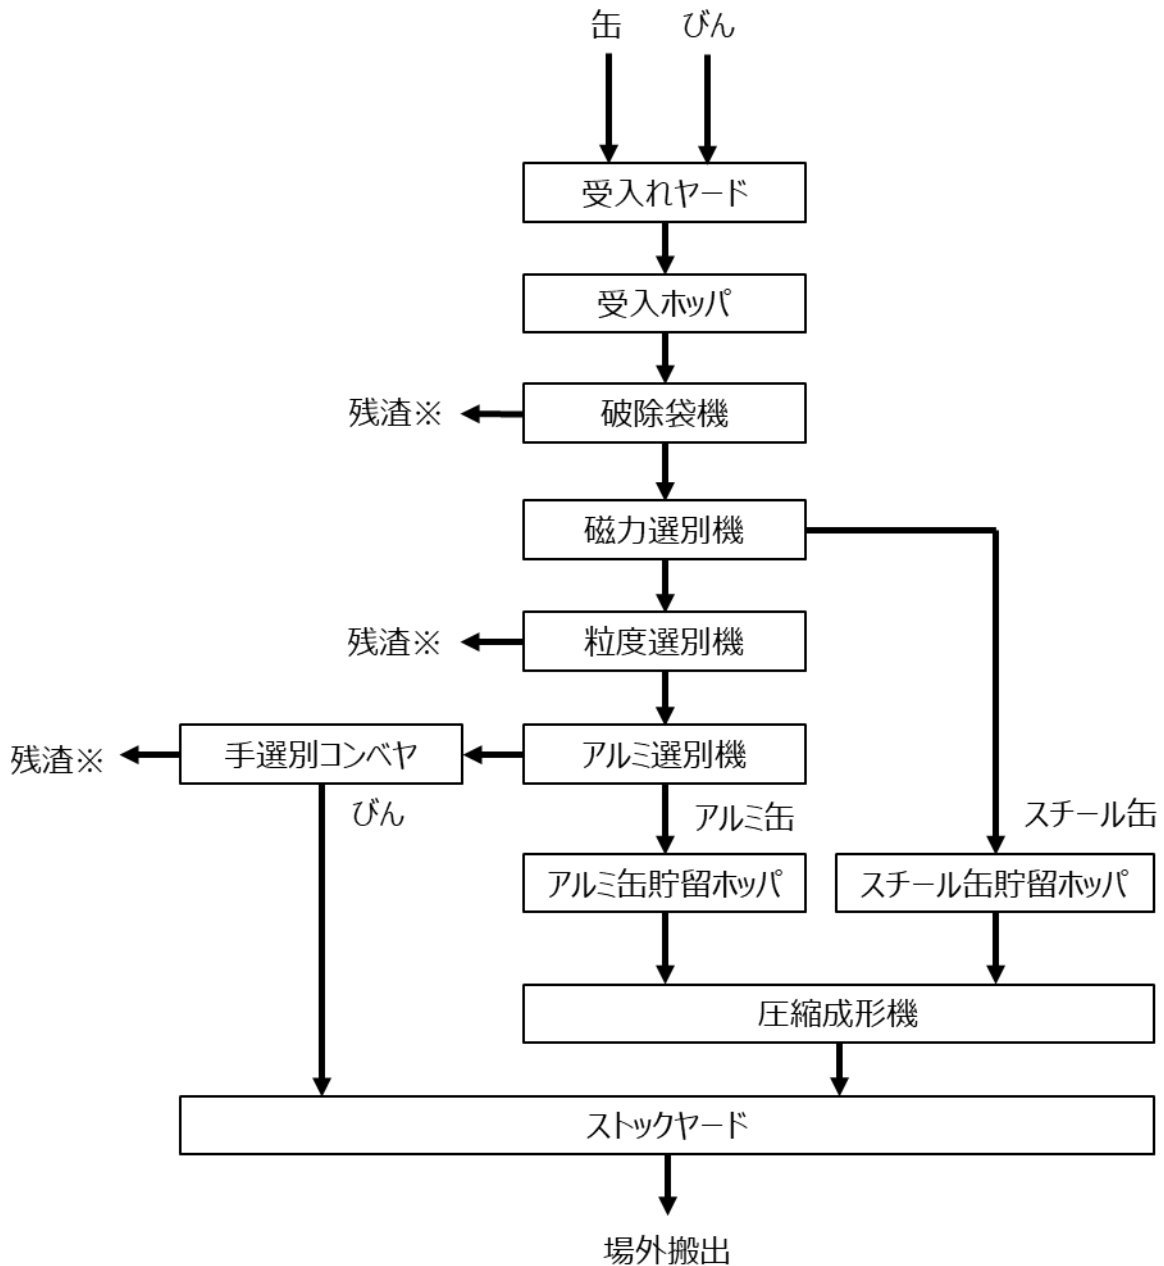 缶
びん
受入れヤード
受入ホッパ
残渣※
破除袋機
磁力選別機
残渣※
粒度選別機
残渣※
手選別コンベヤ
アルミ選別機
びん
アルミ缶
スチール缶
アルミ缶貯留ホッパ
スチール缶貯留ホッパ
圧縮成形機
ストックヤード
場外搬出